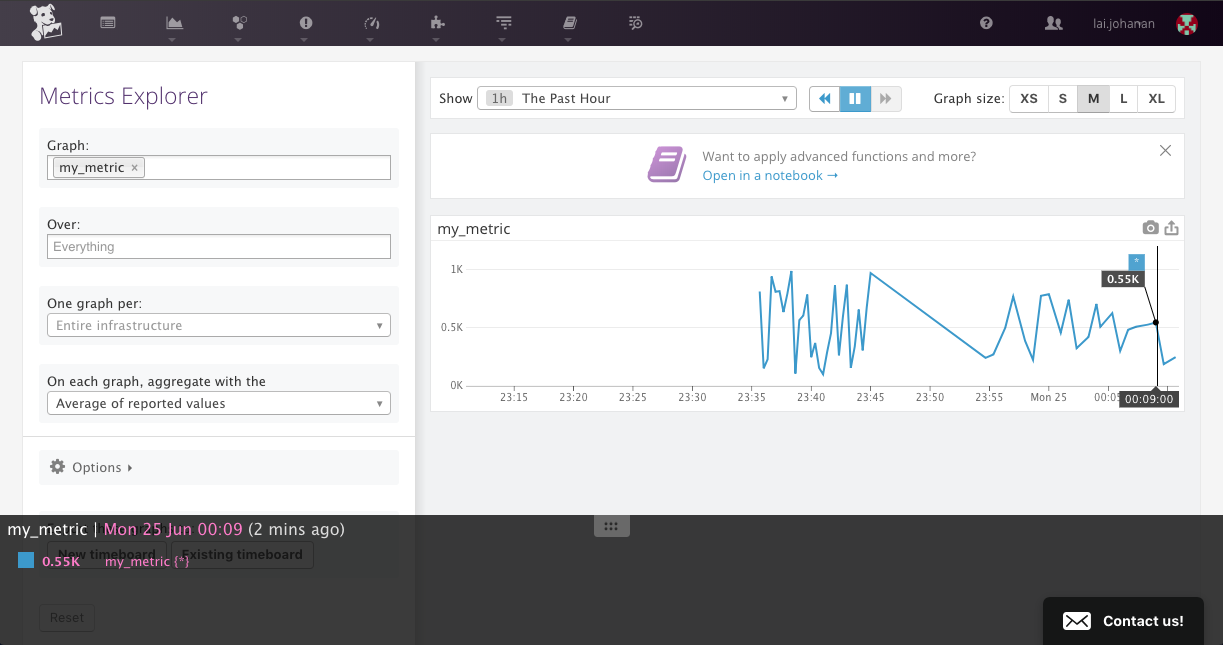 lai.johanan
Metrics Explorer
Graph:
my_metric ×
Over:
Everything
One graph per:
Entire infrastructure
On each graph, aggregate with the
Average of reported values
Options
Show 1h The Past Hour
Graph size: XS S M L XL
Want to apply advanced functions and more?
Open in a notebook →
my_metric
*
0.55K
1K
0.5K
0K
23:15 23:20 23:25 23:30 23:35 23:40 23:45 23:50 23:55 Mon 25 00:05
00:09:00
my_metric | Mon 25 Jun 00:09 (2 mins ago)
New timeboard Existing timeboard
0.55K my_metric {*}
Reset
Contact us!